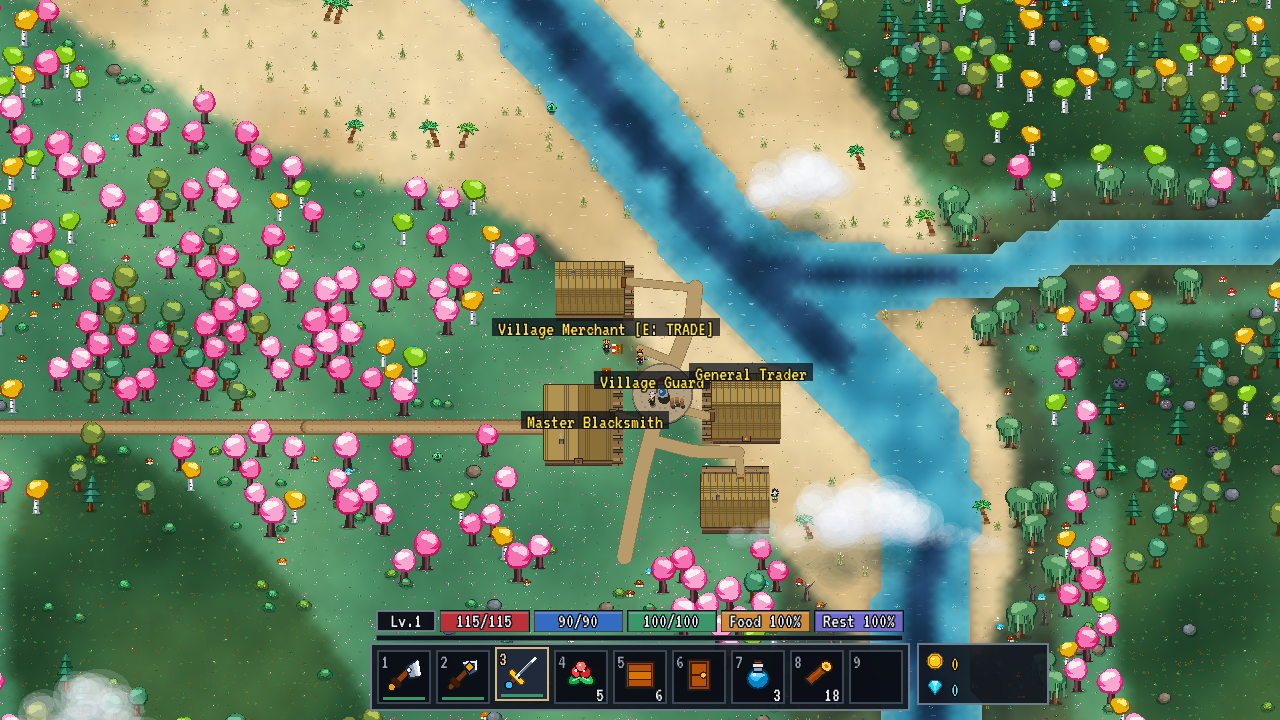 Village Merchant [E: TRADE]
General Trader
Village Guard
Master Blacksmith
Lv.1
115/115
90/90
100/100
Food 100%
Rest 100%
1
2
3
4
5
6
7
8
9
5
6
3
18
0
0